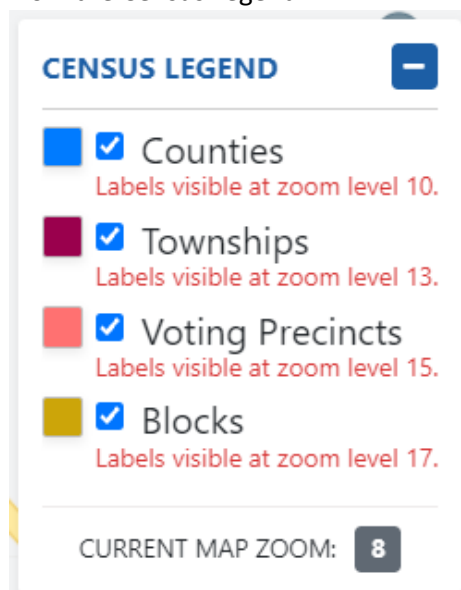 CENSUS LEGEND
Counties
Labels visible at zoom level 10.
Townships
Labels visible at zoom level 13.
Voting Precincts
Labels visible at zoom level 15.
Blocks
Labels visible at zoom level 17.
CURRENT MAP ZOOM: 8